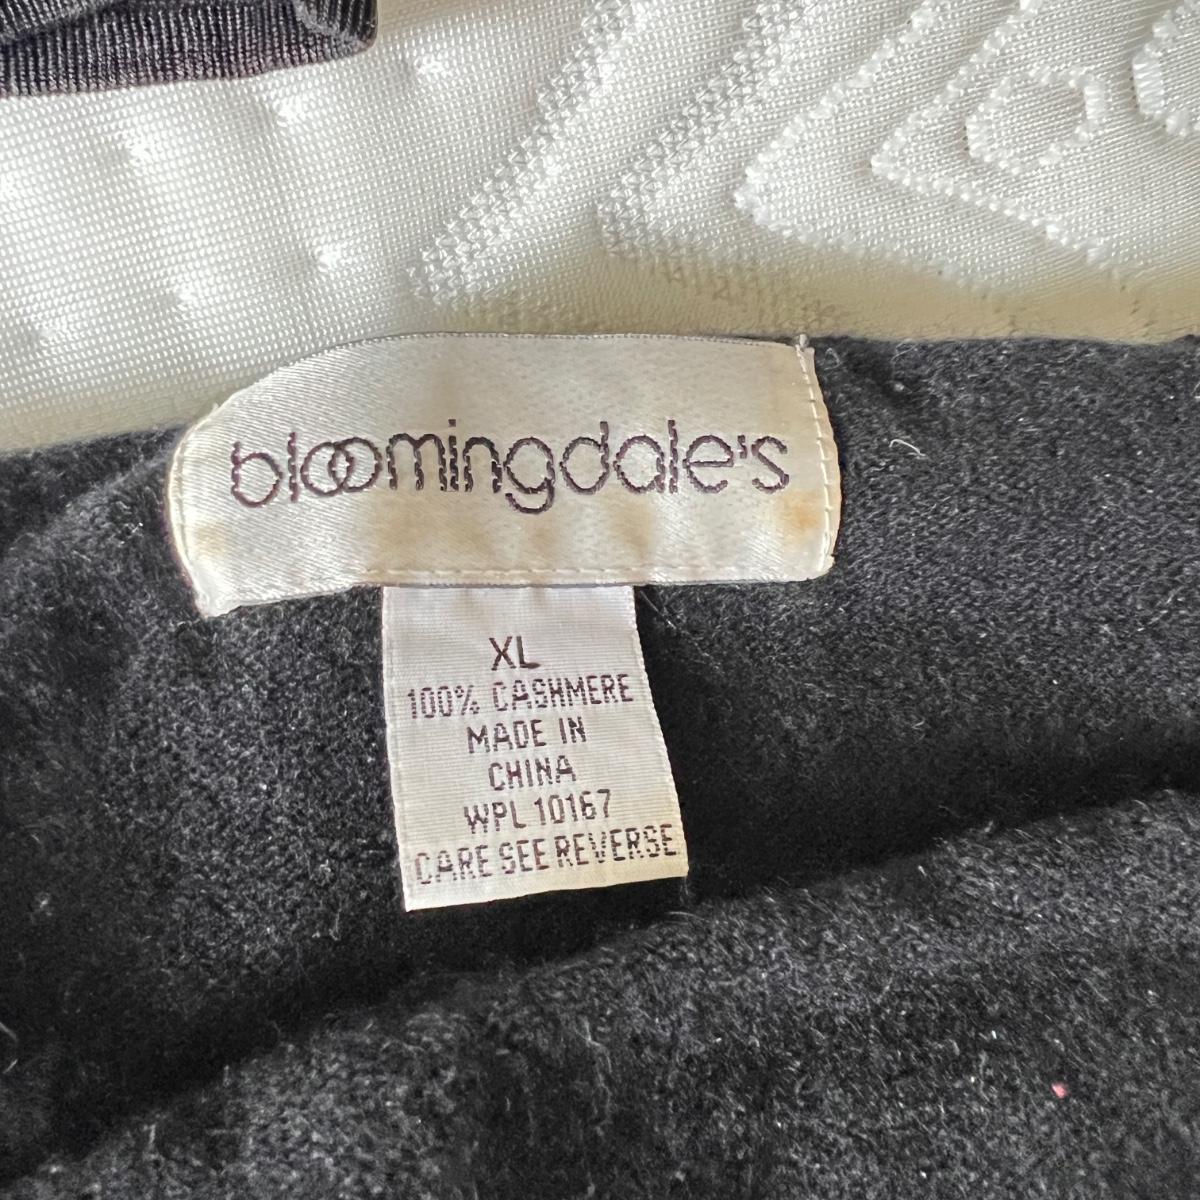 bloomingdale's
XL
100% CASHMERE
MADE IN
CHINA
WPL 10167
CARE SEE REVERSE